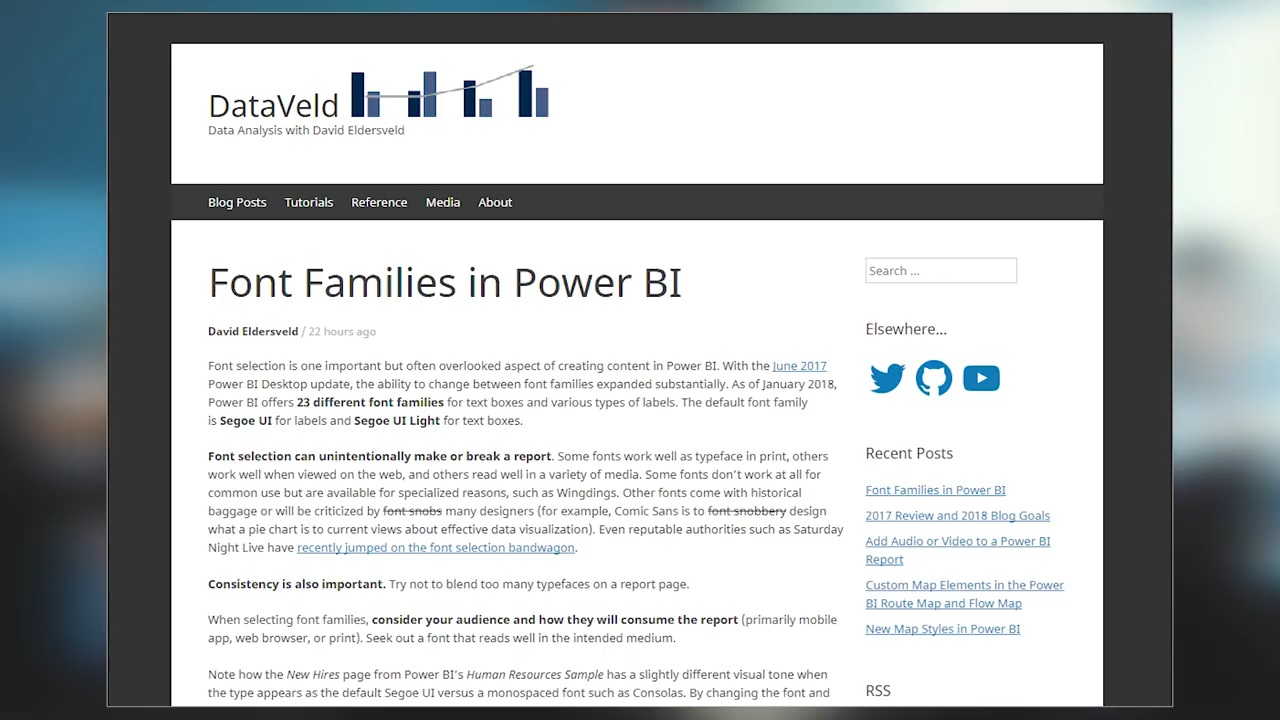 DataVeld
Data Analysis with David Eldersveld
Blog Posts Tutorials Reference Media About
Font Families in Power BI
David Eldersveld / 22 hours ago
Font selection is one important but often overlooked aspect of creating content in Power BI. With the June 2017
Power BI Desktop update, the ability to change between font families expanded substantially. As of January 2018,
Power BI offers 23 different font families for text boxes and various types of labels. The default font family
is Segoe UI for labels and Segoe UI Light for text boxes.
Font selection can unintentionally make or break a report. Some fonts work well as typeface in print, others
work well when viewed on the web, and others read well in a variety of media. Some fonts don't work at all for
common use but are available for specialized reasons, such as Wingdings. Other fonts come with historical
baggage or will be criticized by font snobs many designers (for example, Comic Sans is to font snobbery design
what a pie chart is to current views about effective data visualization). Even reputable authorities such as Saturday
Night Live have recently jumped on the font selection bandwagon.
Consistency is also important. Try not to blend too many typefaces on a report page.
When selecting font families, consider your audience and how they will consume the report (primarily mobile
app, web browser, or print). Seek out a font that reads well in the intended medium.
Note how the New Hires page from Power BI's Human Resources Sample has a slightly different visual tone when
the type appears as the default Segoe UI versus a monospaced font such as Consolas. By changing the font and
Search ...
Elsewhere...
Recent Posts
Font Families in Power BI
2017 Review and 2018 Blog Goals
Add Audio or Video to a Power BI
Report
Custom Map Elements in the Power
BI Route Map and Flow Map
New Map Styles in Power BI
RSS